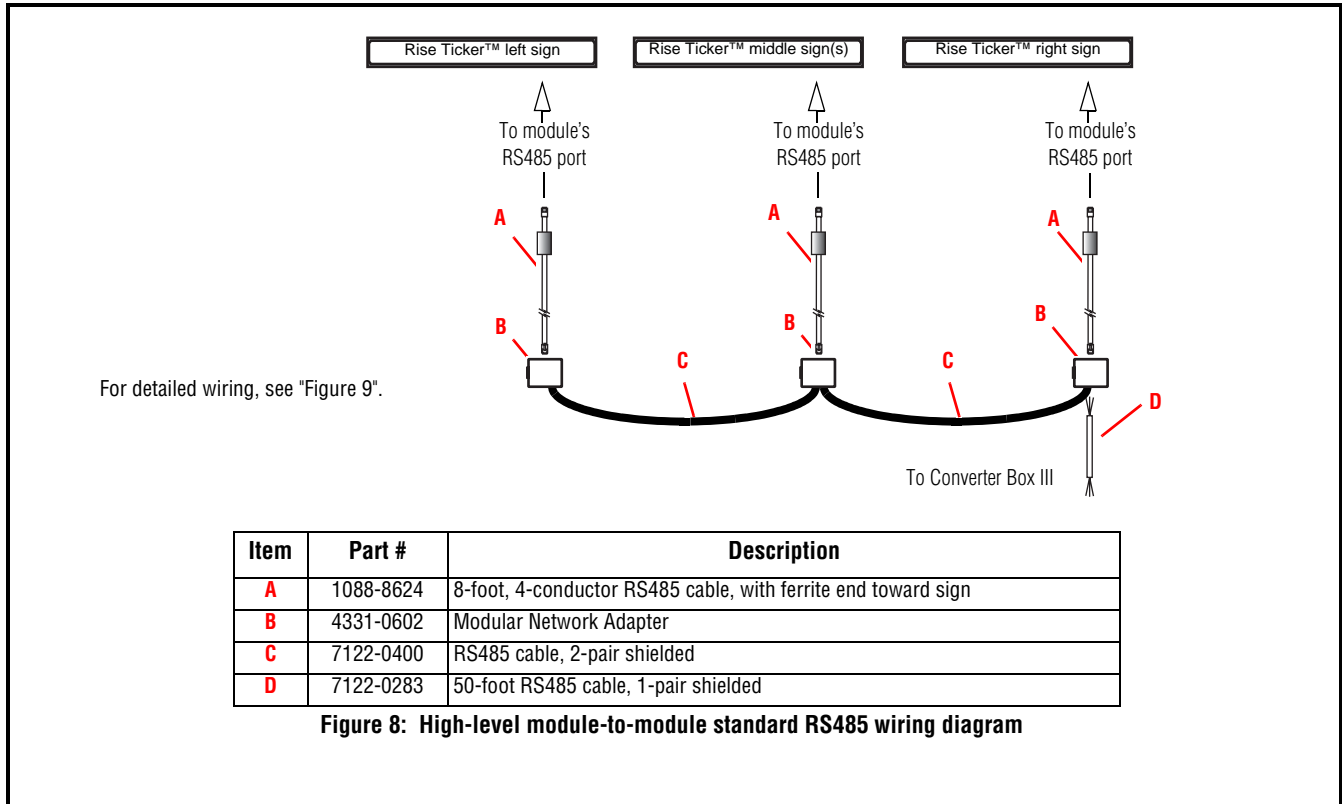 Rise Ticker™ left sign
Rise Ticker™ middle sign(s)
Rise Ticker™ right sign
To module's
RS485 port
To module's
RS485 port
To module's
RS485 port
A
A
A
B
B
B
C
C
D
For detailed wiring, see "Figure 9".
To Converter Box III
Item Part # Description
A 1088-8624 8-foot, 4-conductor RS485 cable, with ferrite end toward sign
B 4331-0602 Modular Network Adapter
C 7122-0400 RS485 cable, 2-pair shielded
D 7122-0283 50-foot RS485 cable, 1-pair shielded
Figure 8: High-level module-to-module standard RS485 wiring diagram